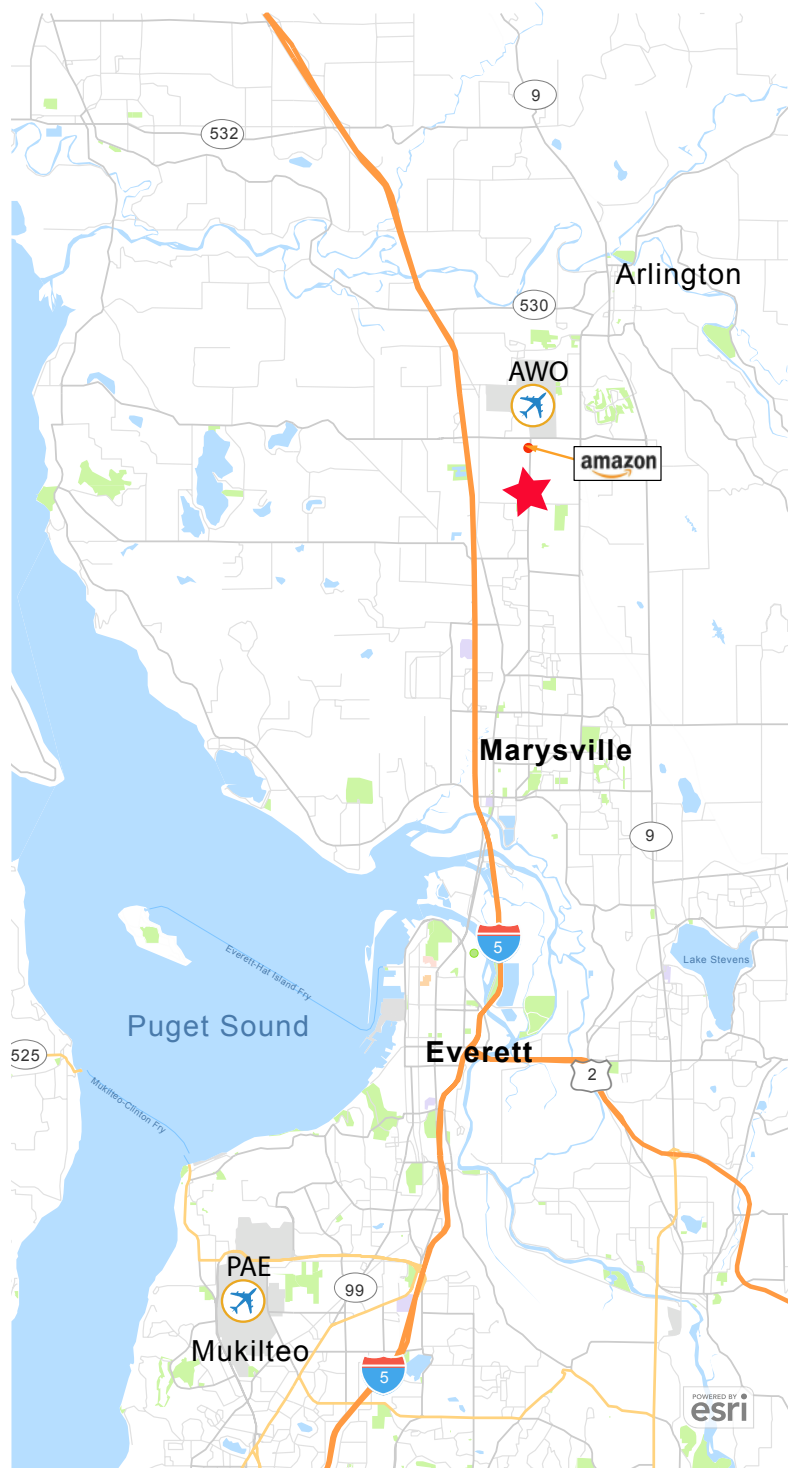 9
532
Arlington
530
AWO
amazon
Marysville
9
5
Lake Stevens
Everett-Hat Island Fry
Puget Sound
Everett
525
2
Mukilteo-Clinton Fry
PAE
99
Mukilteo
5
POWERED BY
esri